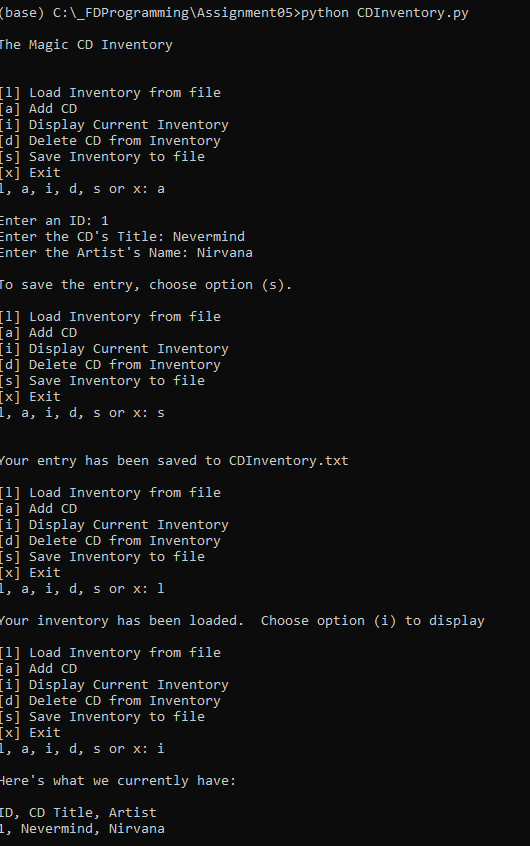 (base) C:\_FDProgramming\Assignment05>python CDInventory.py
The Magic CD Inventory
[l] Load Inventory from file
[a] Add CD
[i] Display Current Inventory
[d] Delete CD from Inventory
[s] Save Inventory to file
[x] Exit
l, a, i, d, s or x: a
Enter an ID: 1
Enter the CD's Title: Nevermind
Enter the Artist's Name: Nirvana
To save the entry, choose option (s).
[l] Load Inventory from file
[a] Add CD
[i] Display Current Inventory
[d] Delete CD from Inventory
[s] Save Inventory to file
[x] Exit
l, a, i, d, s or x: s
Your entry has been saved to CDInventory.txt
[l] Load Inventory from file
[a] Add CD
[i] Display Current Inventory
[d] Delete CD from Inventory
[s] Save Inventory to file
[x] Exit
l, a, i, d, s or x: l
Your inventory has been loaded.  Choose option (i) to display
[l] Load Inventory from file
[a] Add CD
[i] Display Current Inventory
[d] Delete CD from Inventory
[s] Save Inventory to file
[x] Exit
l, a, i, d, s or x: i
Here's what we currently have:
ID, CD Title, Artist
1, Nevermind, Nirvana